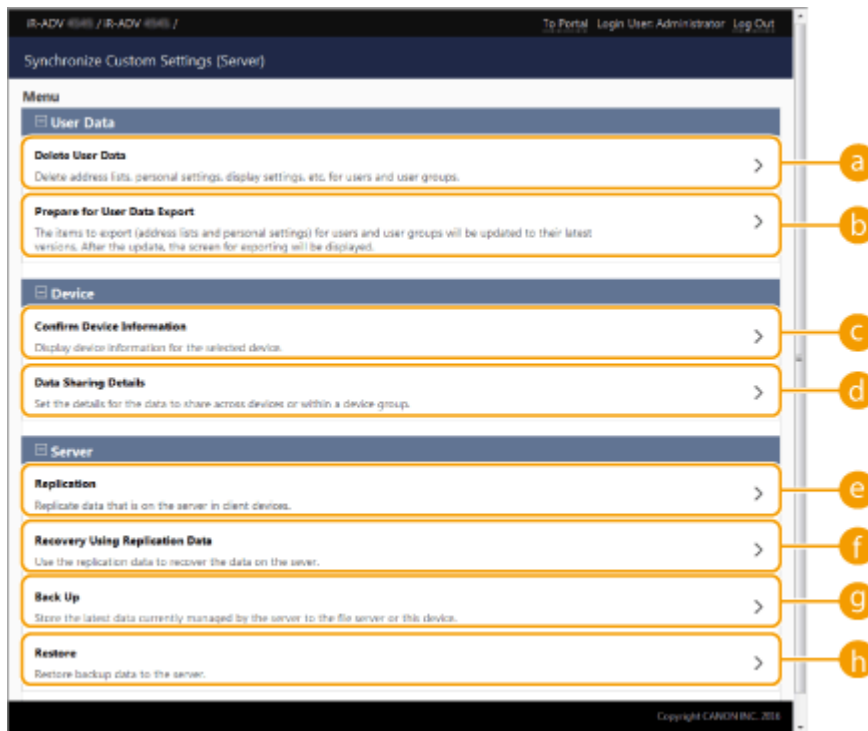 iR-ADV / iR-ADV /
To Portal Login User: Administrator Log Out
Synchronize Custom Settings (Server)
Menu
User Data
Delete User Data
Delete address lists, personal settings, display settings, etc. for users and user groups.
a
Prepare for User Data Export
The items to export (address lists and personal settings) for users and user groups will be updated to their latest
versions. After the update, the screen for exporting will be displayed.
b
Device
Confirm Device Information
Display device information for the selected device.
c
Data Sharing Details
Set the details for the data to share across devices or within a device group.
d
Server
Replication
Replicate data that is on the server in client devices.
e
Recovery Using Replication Data
Use the replication data to recover the data on the sever.
f
Back Up
Store the latest data currently managed by the server to the file server or this device.
g
Restore
Restore backup data to the server.
h
Copyright CANON INC. 2016